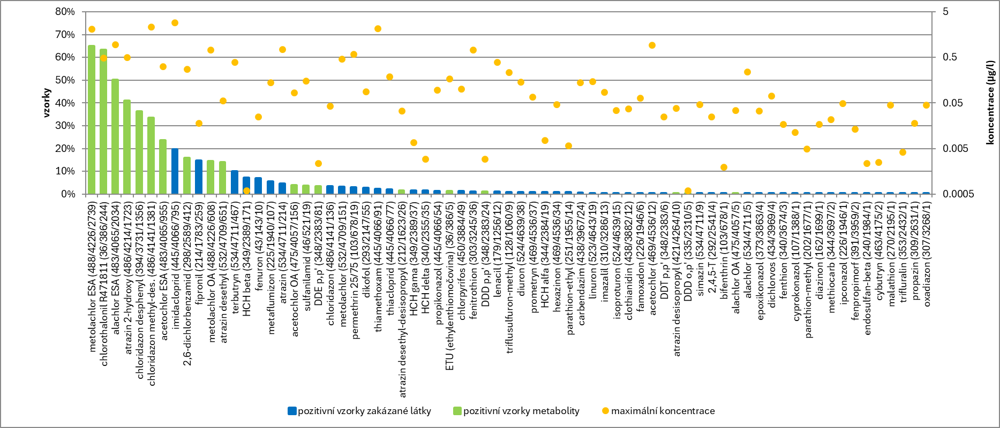 80%
70%
60%
50%
40%
30%
20%
10%
0%
vzorky
5
0.5
0.05
0.005
0.0005
koncentrace (µg/l)
metolachlor ESA (488/4226/2739)
chlorothalonil R471811 (36/386/244)
alachlor ESA (483/4065/2034)
atrazin 2-hydroxy (486/4214/1723)
chloridazon desphenyl (394/3731/1356)
chloridazon methyl-des. (486/4141/1381)
acetochlor ESA (483/4065/955)
imidacloprid (445/4066/795)
2,6-dichlorbenzamid (298/2589/412)
fipronil (214/1783/259)
metolachlor OA (488/4226/608)
atrazin desethyl (532/4709/651)
terbutryn (534/4711/467)
HCH beta (349/2389/171)
fenuron (43/143/10)
metaflumizon (225/1940/107)
atrazin (534/4711/214)
acetochlor OA (475/4057/156)
sulfanilamid (46/521/19)
DDE p,p' (348/2383/81)
chloridazon (486/4141/136)
metolachlor (532/4709/151)
permethrin 25/75 (103/678/19)
dikofol (293/2147/55)
thiamethoxam (445/4066/91)
thiacloprid (445/4066/77)
atrazin desethyl-desisopropyl (212/1623/26)
HCH gama (349/2389/37)
HCH delta (340/2355/35)
propikonazol (445/4066/54)
ETU (ethylenthiomočovina) (36/386/5)
chlorpyrifos (450/3884/49)
fenitrothion (303/3245/36)
DDD p,p' (348/2383/24)
lenacil (179/1256/12)
triflusulfuron-methyl (128/1060/9)
diuron (524/4639/38)
prometryn (469/4536/37)
HCH alfa (344/2384/19)
hexazinon (469/4536/34)
parathion-ethyl (251/1955/14)
carbendazim (438/3997/24)
linuron (523/4643/19)
imazalil (310/3286/13)
isoproturon (524/4639/15)
clothianidin (438/3882/12)
famoxadon (226/1946/6)
acetochlor (469/4536/12)
DDT p,p' (348/2383/6)
atrazin desisopropyl (421/4264/10)
DDD o,p' (335/2310/5)
simazin (534/4711/9)
2,4,5-T (292/2541/4)
bifenthrin (103/678/1)
alachlor OA (475/4057/5)
alachlor (534/4711/5)
epoxikonazol (373/3863/4)
dichlorvos (434/3969/4)
fenthion (340/3674/3)
cyprokonazol (107/1388/1)
parathion-methyl (202/1677/1)
diazinon (162/1699/1)
methiocarb (344/3697/2)
ipconazol (226/1946/1)
fenpropimorf (391/3959/2)
endosulfan-beta (240/1984/1)
cybutryn (463/4175/2)
malathion (270/2195/1)
trifluralin (353/2432/1)
propazin (309/2631/1)
oxadiazon (307/3268/1)
pozitivní vzorky zakázané látky
pozitivní vzorky metabolity
maximální koncentrace